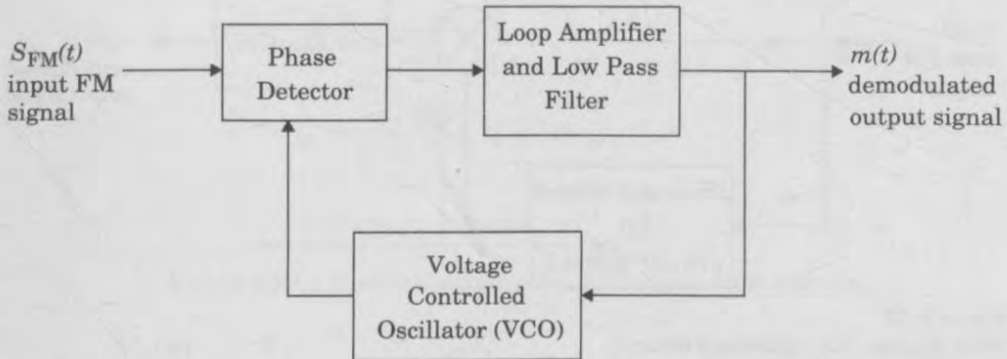 S_FM(t)
input FM
signal
Phase
Detector
Loop Amplifier
and Low Pass
Filter
m(t)
demodulated
output signal
Voltage
Controlled
Oscillator (VCO)